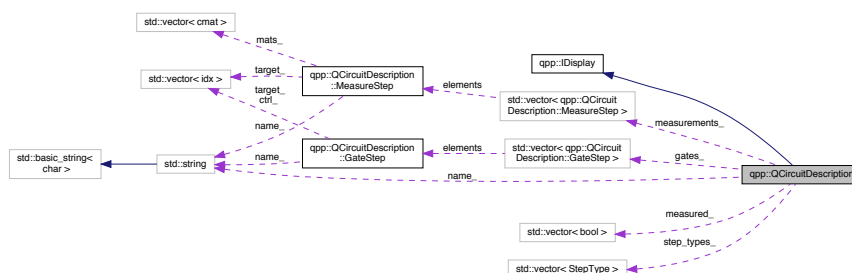 std::vector< cmat >
mats_
qpp::IDisplay
std::vector< idx >
target_
qpp::QCircuitDescription
::MeasureStep
elements
target_
ctrl_
std::vector< qpp::QCircuit
Description::MeasureStep >
measurements_
name_
qpp::QCircuitDescription
::GateStep
elements
std::vector< qpp::QCircuit
Description::GateStep >
gates_
std::basic_string<
char >
std::string
name_
name_
qpp::QCircuitDescription
measured_
std::vector< bool >
step_types_
std::vector< StepType >